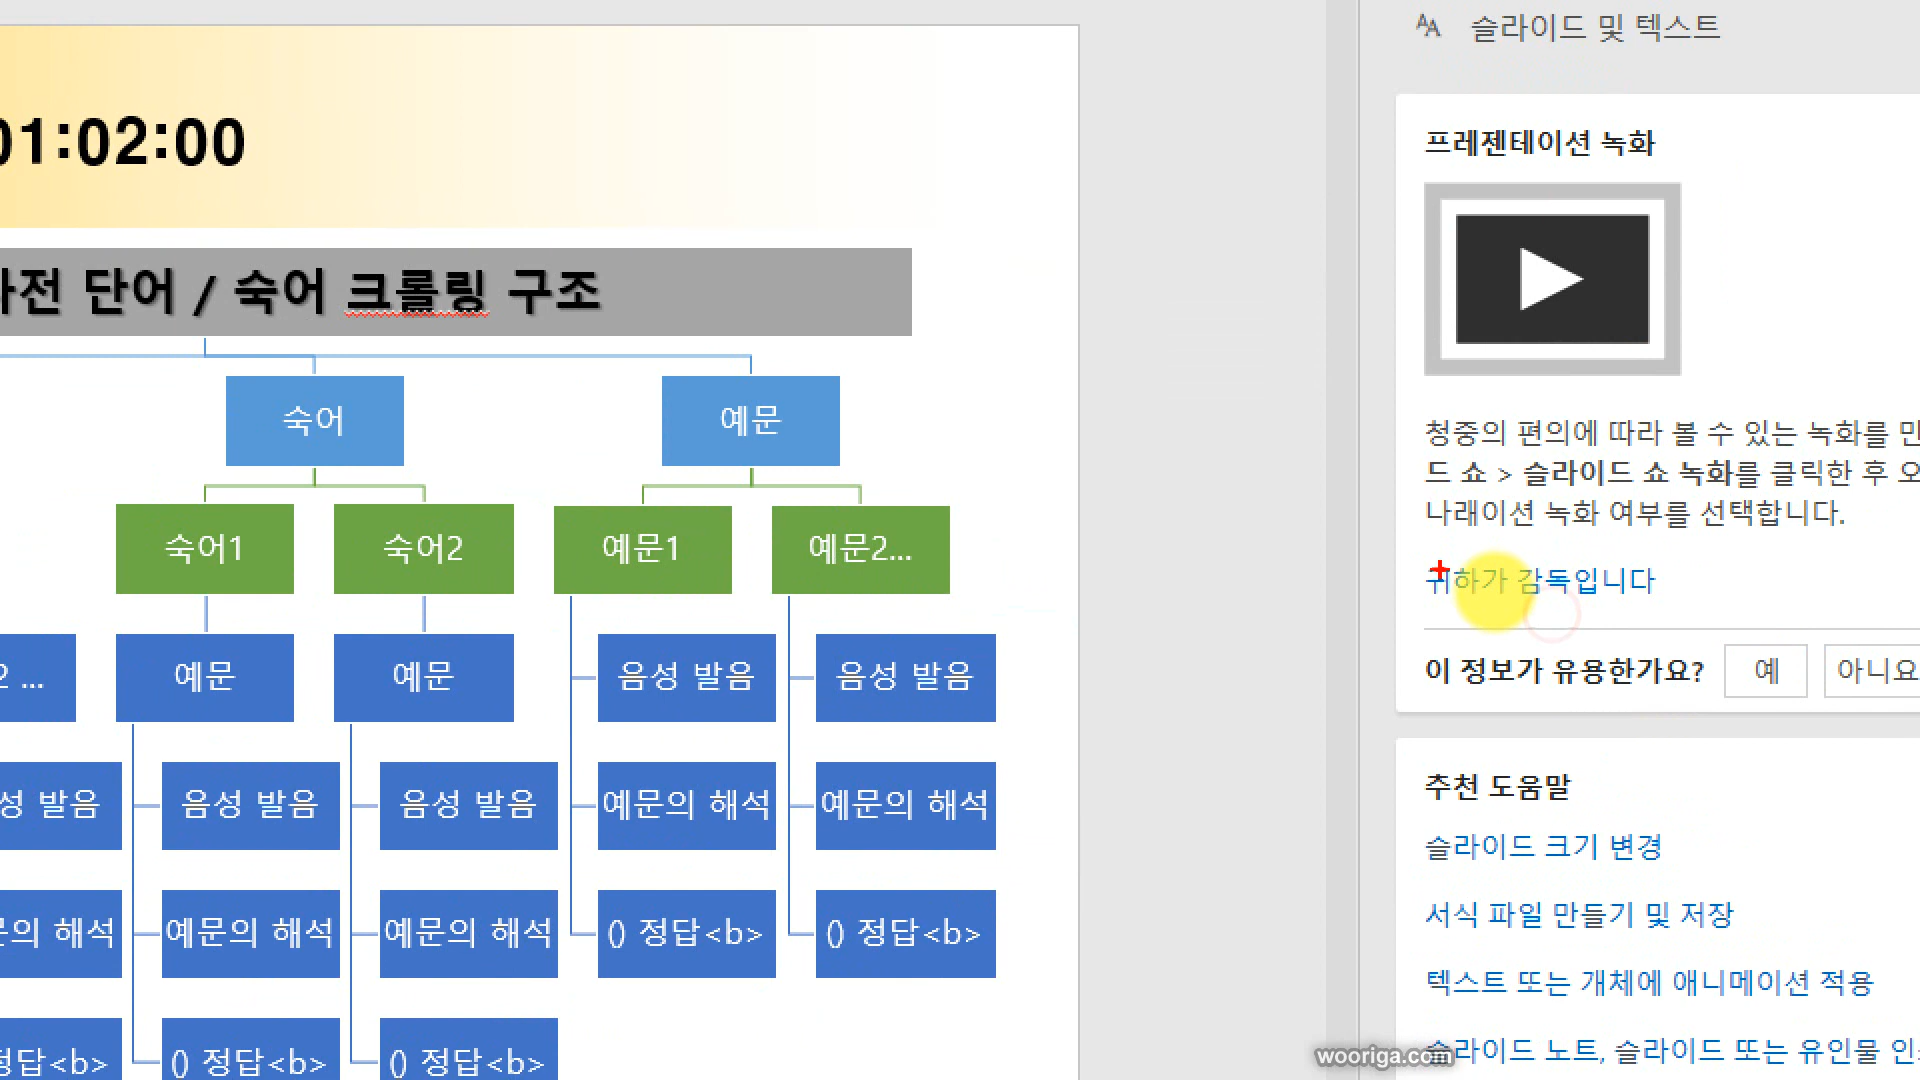 01:02:00
사전 단어 / 숙어 크롤링 구조
숙어
예문
숙어1
숙어2
예문1
예문2...
2 ...
예문
예문
음성 발음
음성 발음
성 발음
음성 발음
음성 발음
예문의 해석
예문의 해석
문의 해석
예문의 해석
예문의 해석
() 정답<b>
() 정답<b>
정답<b>
() 정답<b>
() 정답<b>
슬라이드 및 텍스트
프레젠테이션 녹화
청중의 편의에 따라 볼 수 있는 녹화를 만
드 쇼 > 슬라이드 쇼 녹화를 클릭한 후 오
나래이션 녹화 여부를 선택합니다.
귀하가 감독입니다
이 정보가 유용한가요?
예
아니요
추천 도움말
슬라이드 크기 변경
서식 파일 만들기 및 저장
텍스트 또는 개체에 애니메이션 적용
슬라이드 노트, 슬라이드 또는 유인물 인쇄
wooriga.com